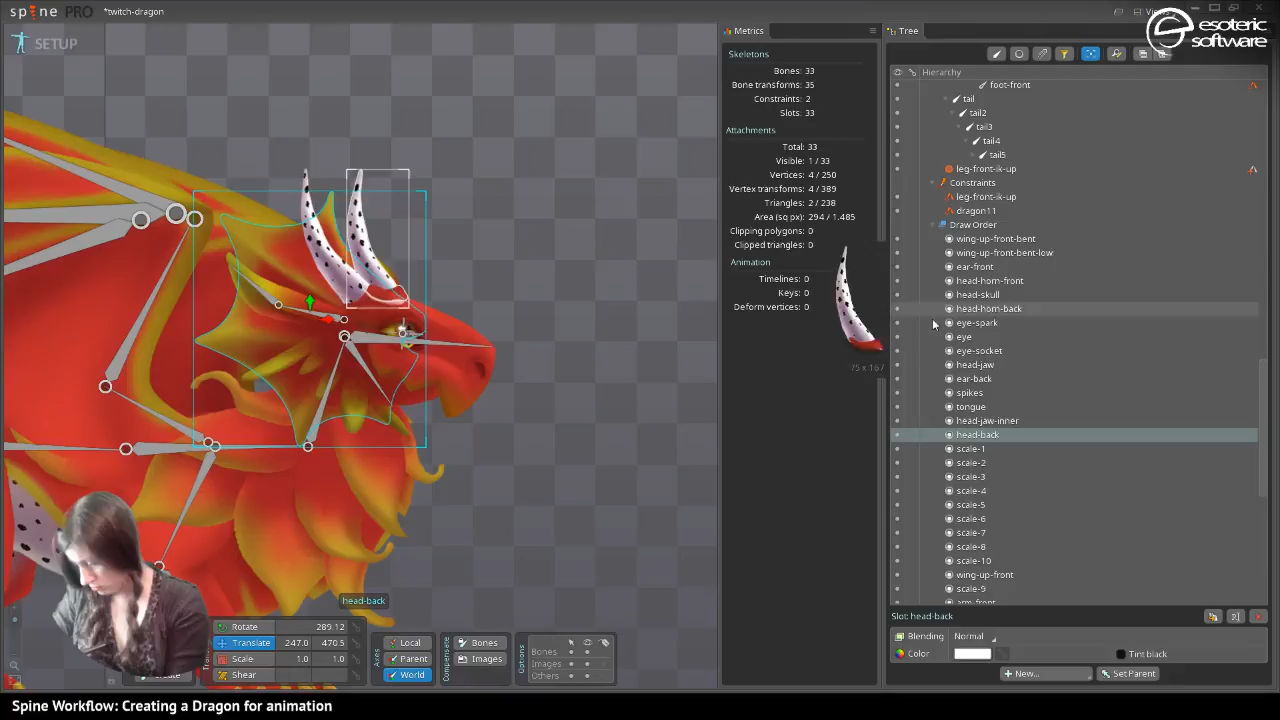 spine PRO *twitch-dragon Views
esoteric software
SETUP
Metrics
Skeletons
Bones: 33
Bone transforms: 35
Constraints: 2
Slots: 33
Attachments
Total: 33
Visible: 1 / 33
Vertices: 4 / 250
Vertex transforms: 4 / 389
Triangles: 2 / 238
Area (sq px): 294 / 1.485
Clipping polygons: 0
Clipped triangles: 0
Animation
Timelines: 0
Keys: 0
Deform vertices: 0
75 x 167
Tree
Hierarchy
foot-front
tail
tail2
tail3
tail4
tail5
leg-front-ik-up
Constraints
leg-front-ik-up
dragon11
Draw Order
wing-up-front-bent
wing-up-front-bent-low
ear-front
head-horn-front
head-skull
head-horn-back
eye-spark
eye
eye-socket
head-jaw
ear-back
spikes
tongue
head-jaw-inner
head-back
scale-1
scale-2
scale-3
scale-4
scale-5
scale-6
scale-7
scale-8
scale-10
wing-up-front
scale-9
arm-front
Slot: head-back
Blending Normal
Color Tint black
New... Set Parent
head-back
Rotate 289.12
Translate 247.0 470.5
Scale 1.0 1.0
Shear
Create
Axes
Local
Parent
World
Compensate
Bones
Images
Options
Bones
Images
Others
Spine Workflow: Creating a Dragon for animation